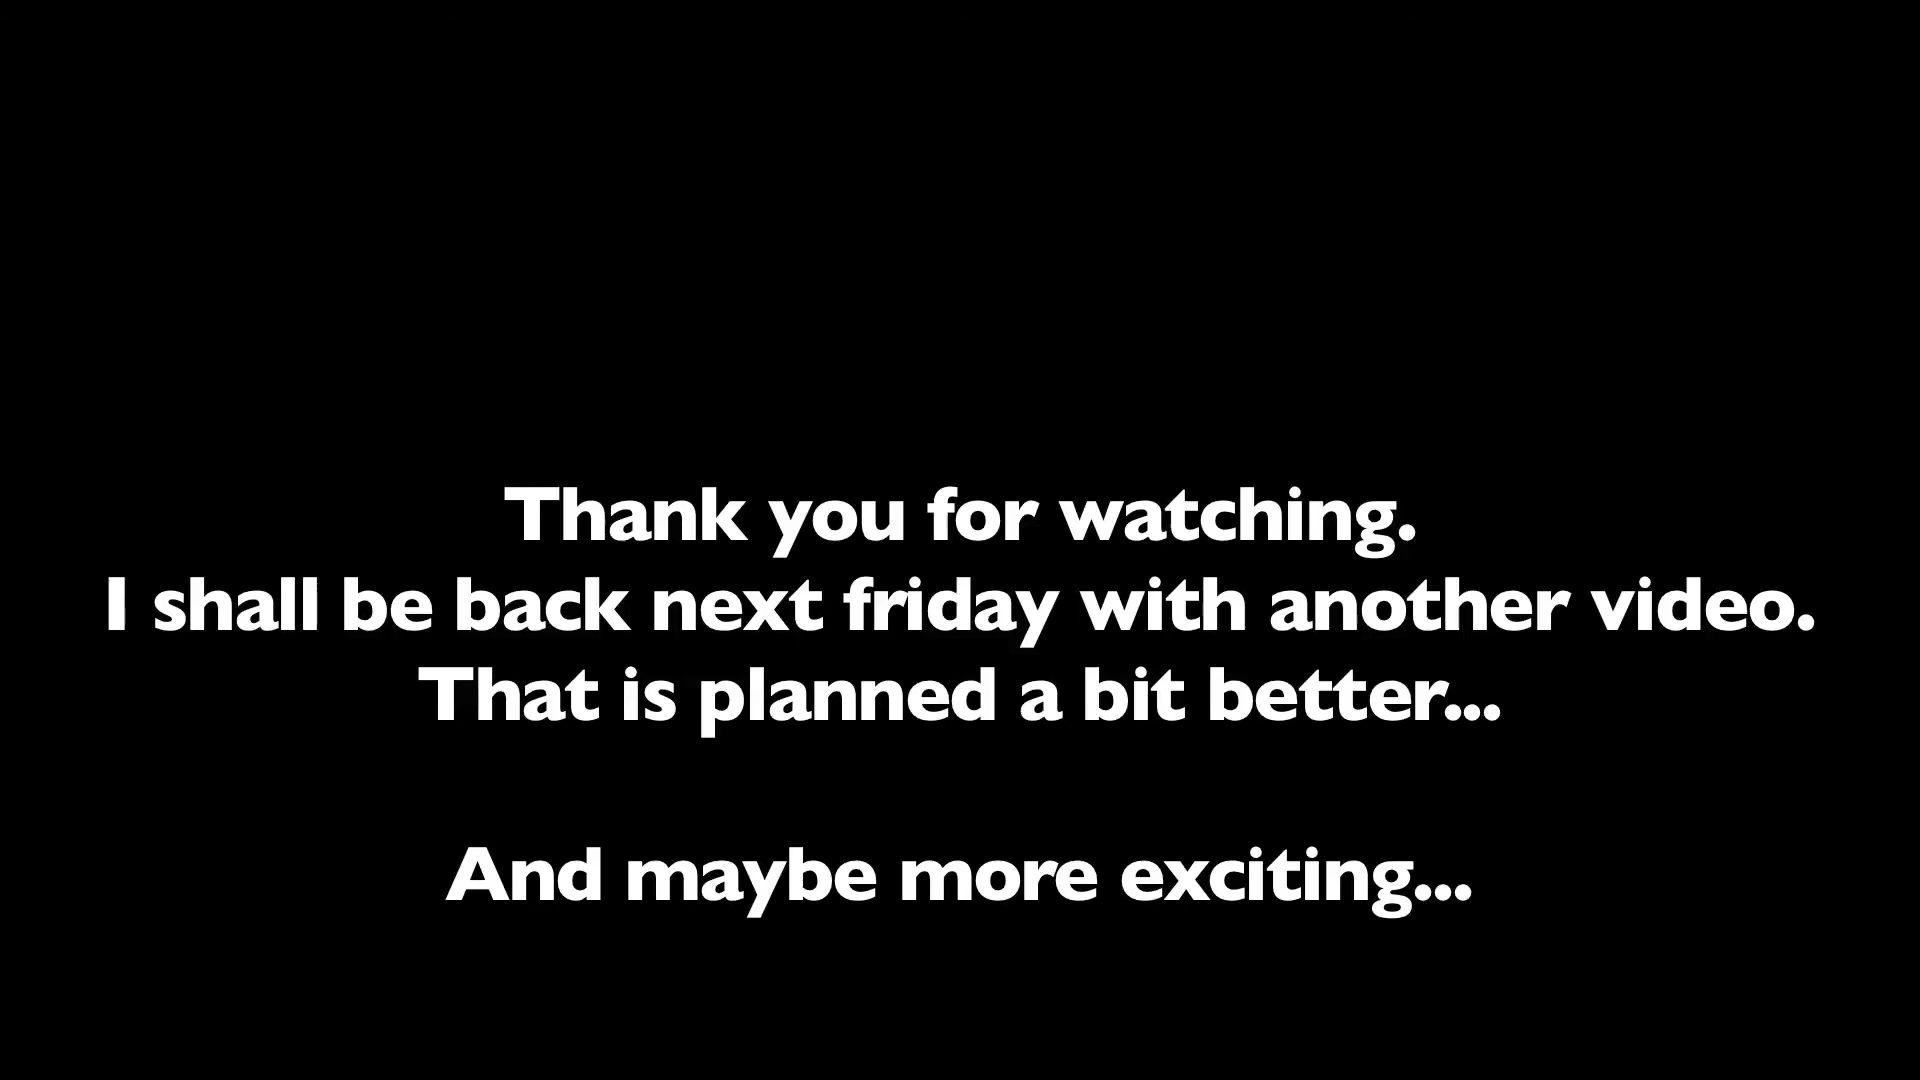 Thank you for watching.
I shall be back next friday with another video.
That is planned a bit better...
And maybe more exciting...